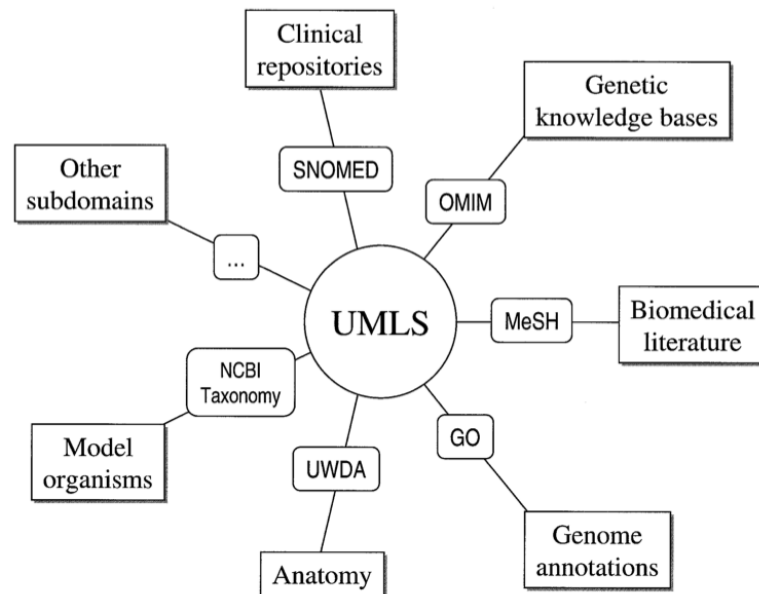 Clinical
repositories
Genetic
knowledge bases
SNOMED
Other
subdomains
OMIM
...
UMLS
MeSH
Biomedical
literature
NCBI
Taxonomy
GO
Model
organisms
UWDA
Genome
annotations
Anatomy